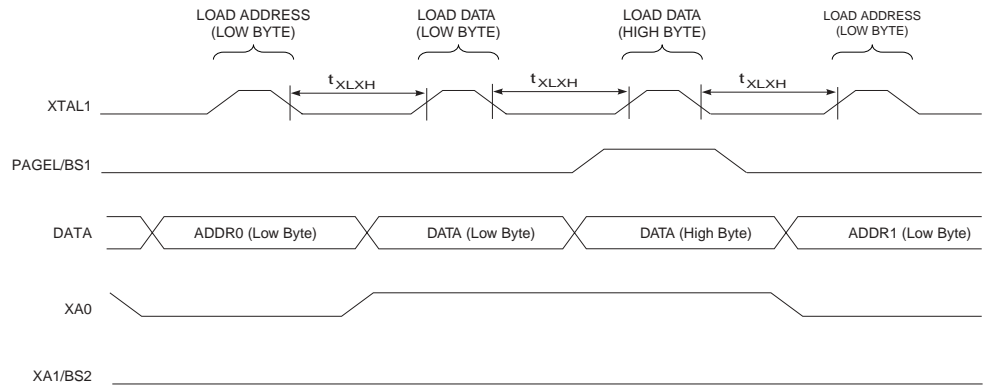 LOAD ADDRESS
(LOW BYTE)
LOAD DATA
(LOW BYTE)
LOAD DATA
(HIGH BYTE)
LOAD ADDRESS
(LOW BYTE)
tXLXH
tXLXH
tXLXH
XTAL1
PAGEL/BS1
DATA
ADDR0 (Low Byte)
DATA (Low Byte)
DATA (High Byte)
ADDR1 (Low Byte)
XA0
XA1/BS2